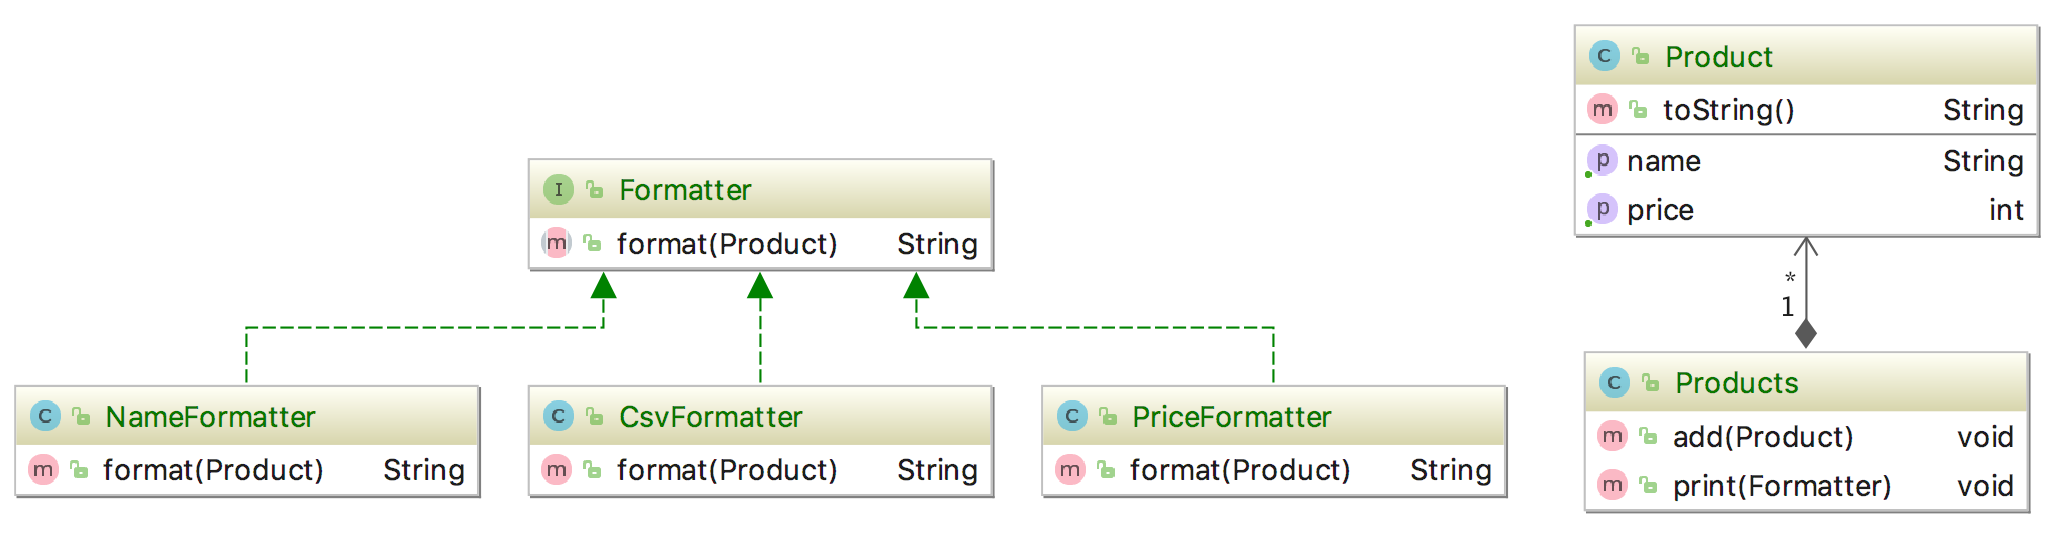 I Formatter
m format(Product) String
C NameFormatter
m format(Product) String
C CsvFormatter
m format(Product) String
C PriceFormatter
m format(Product) String
C Product
m toString() String
p name String
p price int
*
1
C Products
m add(Product) void
m print(Formatter) void